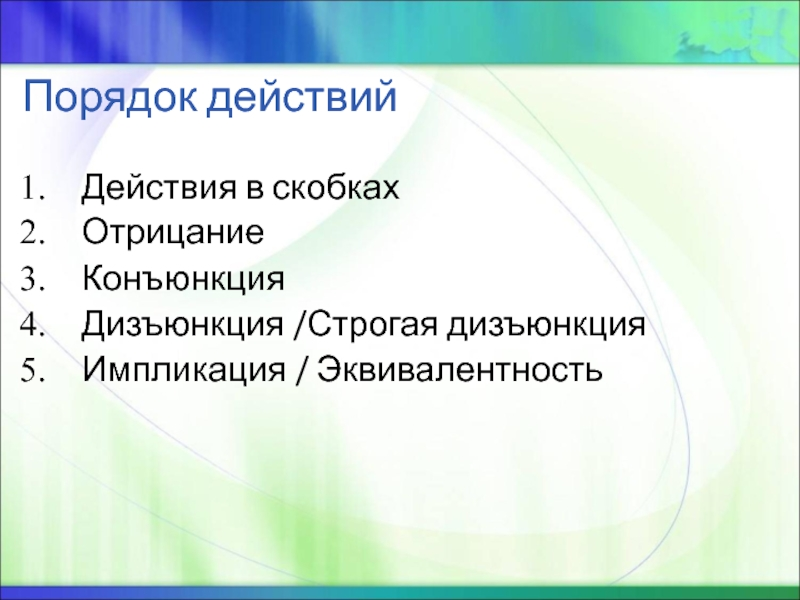 Порядок действий
1. Действия в скобках
2. Отрицание
3. Конъюнкция
4. Дизъюнкция /Строгая дизъюнкция
5. Импликация / Эквивалентность